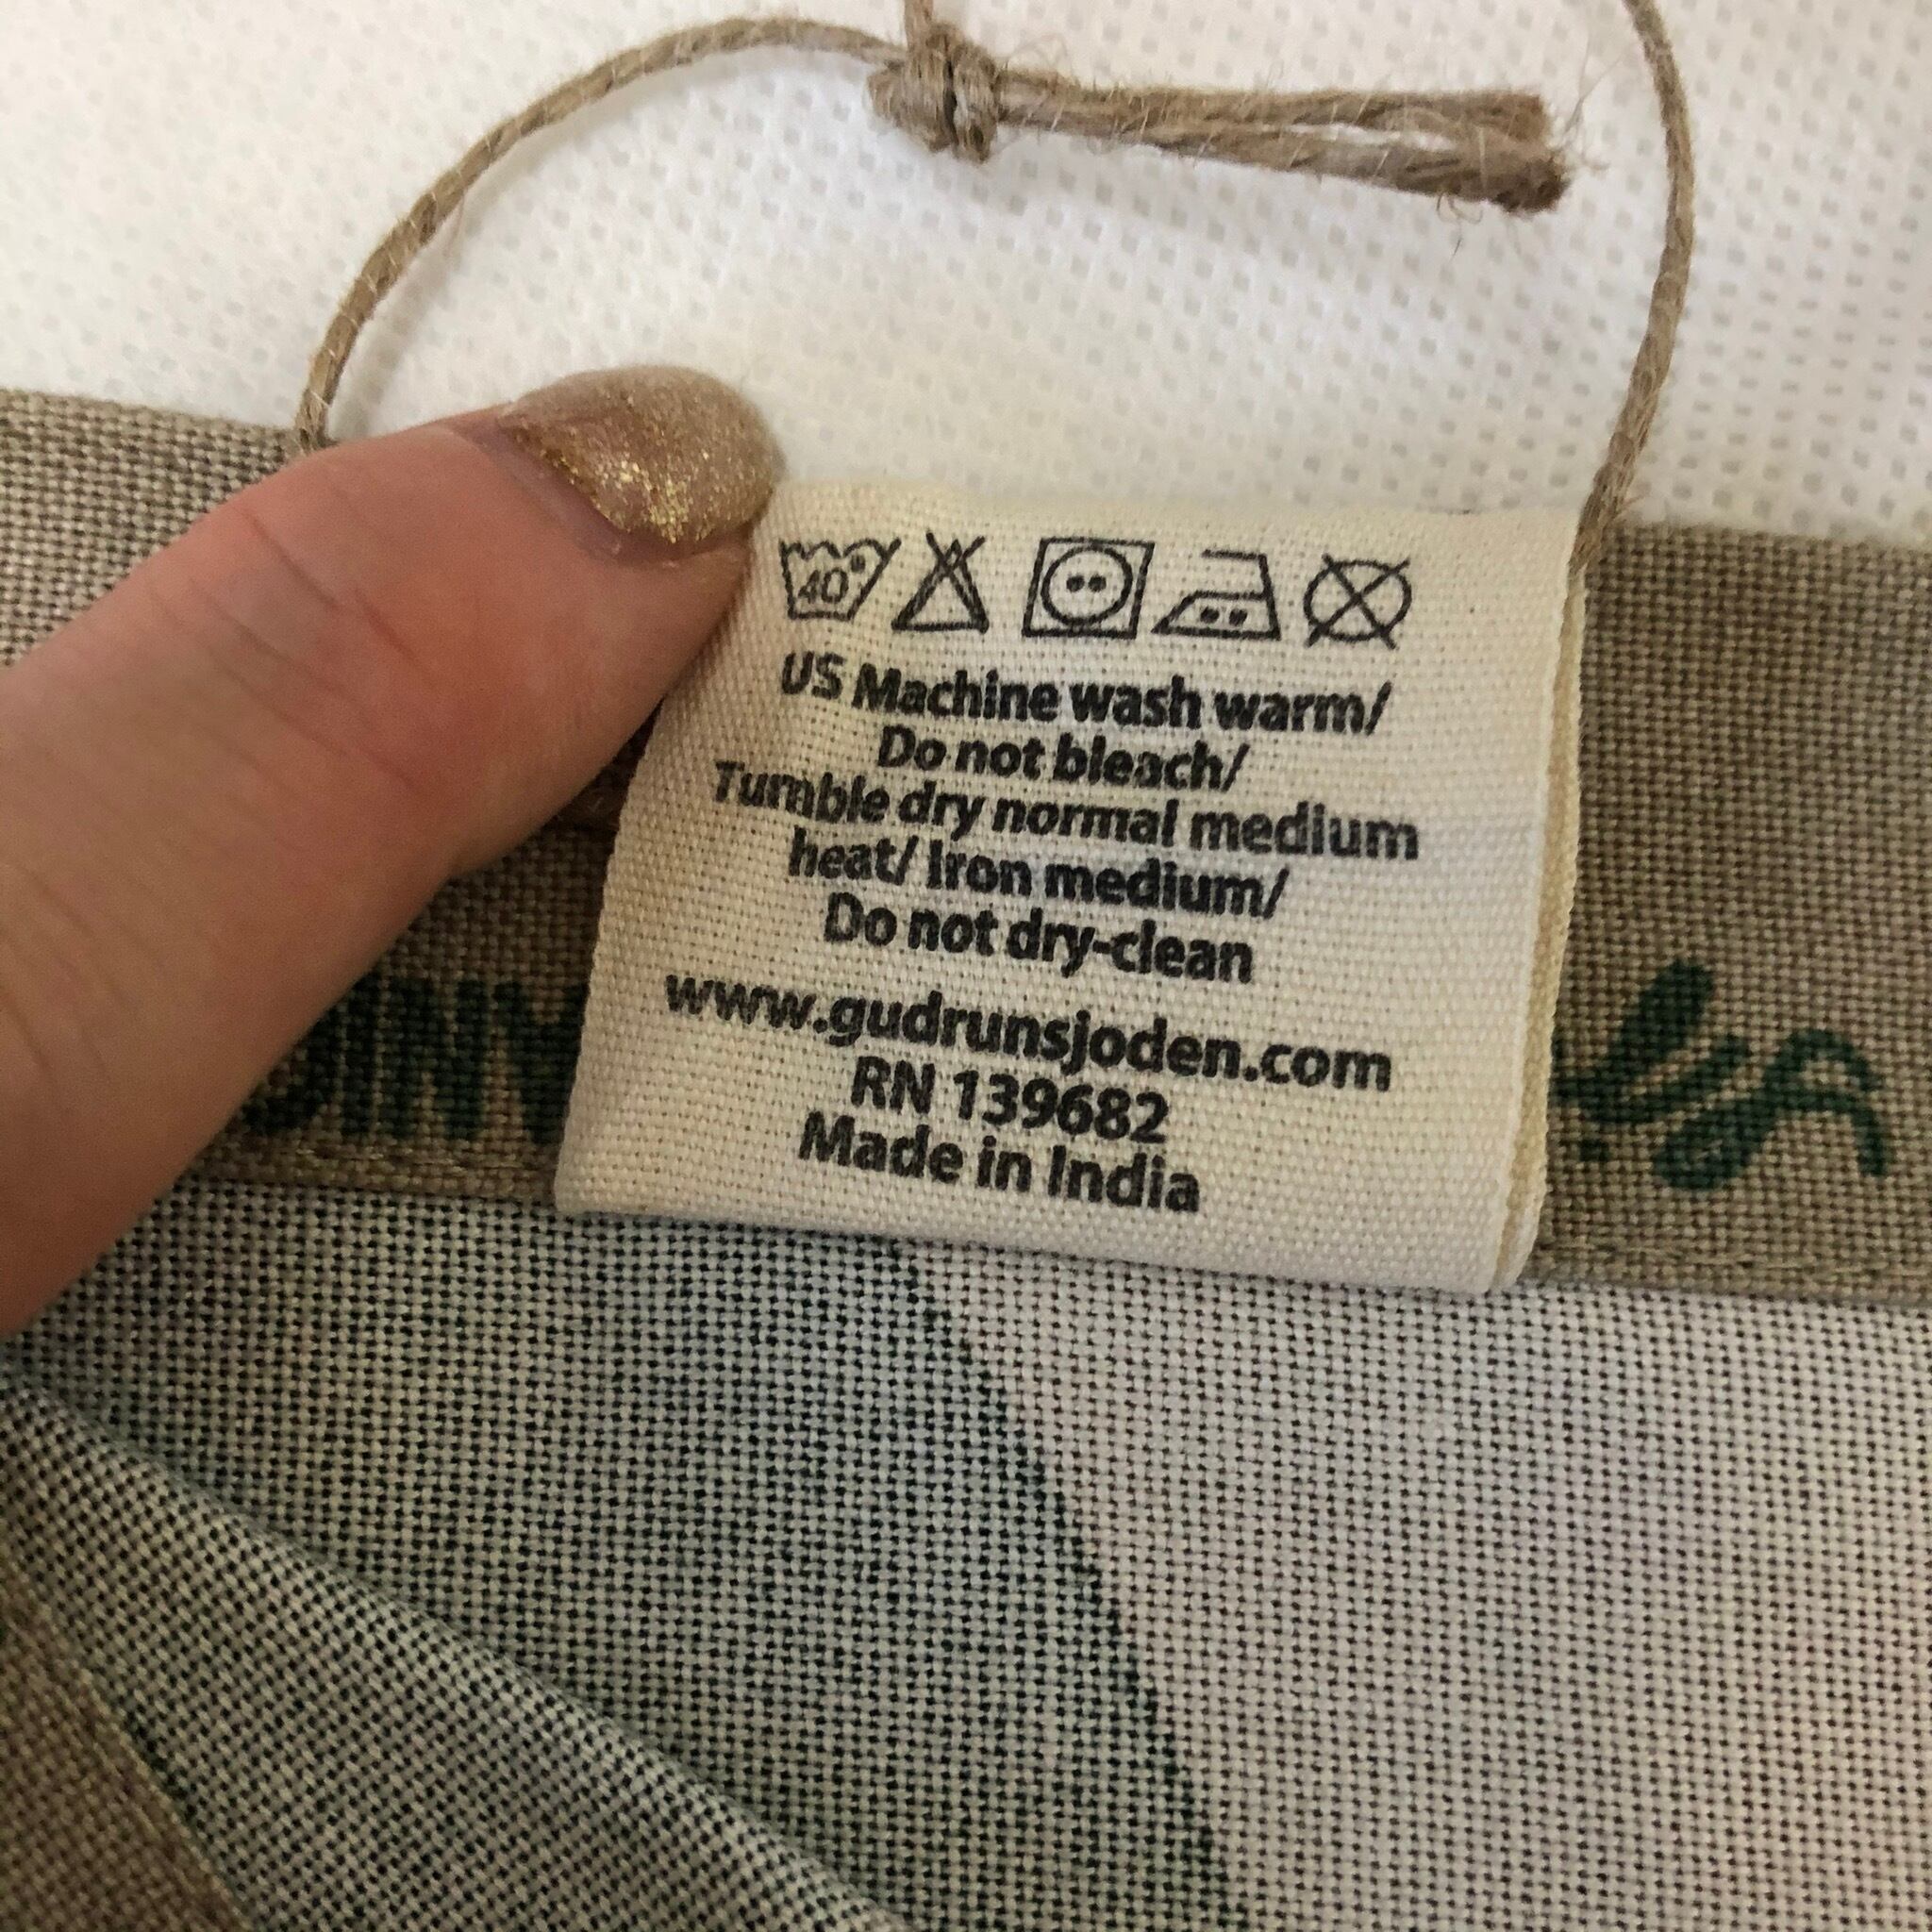 40°
US Machine wash warm/
Do not bleach/
Tumble dry normal medium
heat/ Iron medium/
Do not dry-clean
www.gudrunsjoden.com
RN 139682
Made in India